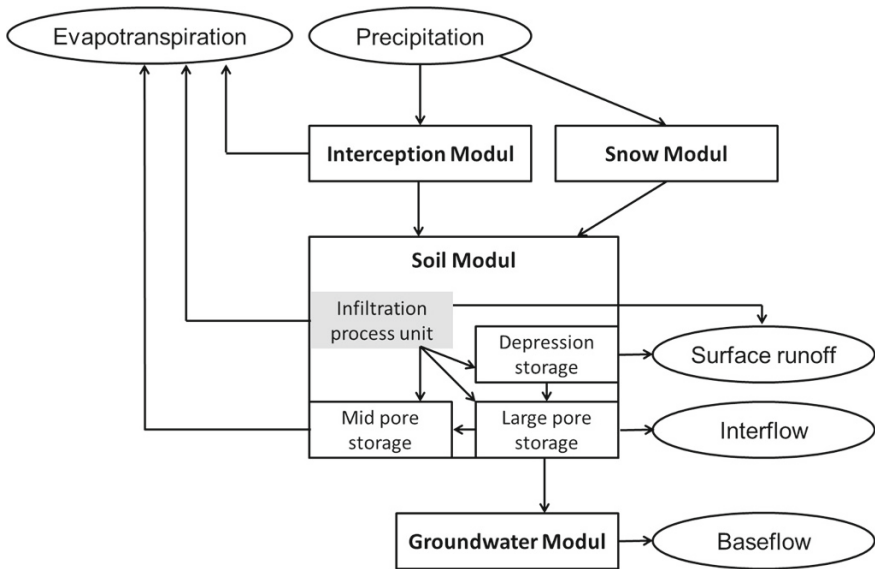 Evapotranspiration
Precipitation
Interception Modul
Snow Modul
Soil Modul
Infiltration
process unit
Depression
storage
Surface runoff
Mid pore
storage
Large pore
storage
Interflow
Groundwater Modul
Baseflow